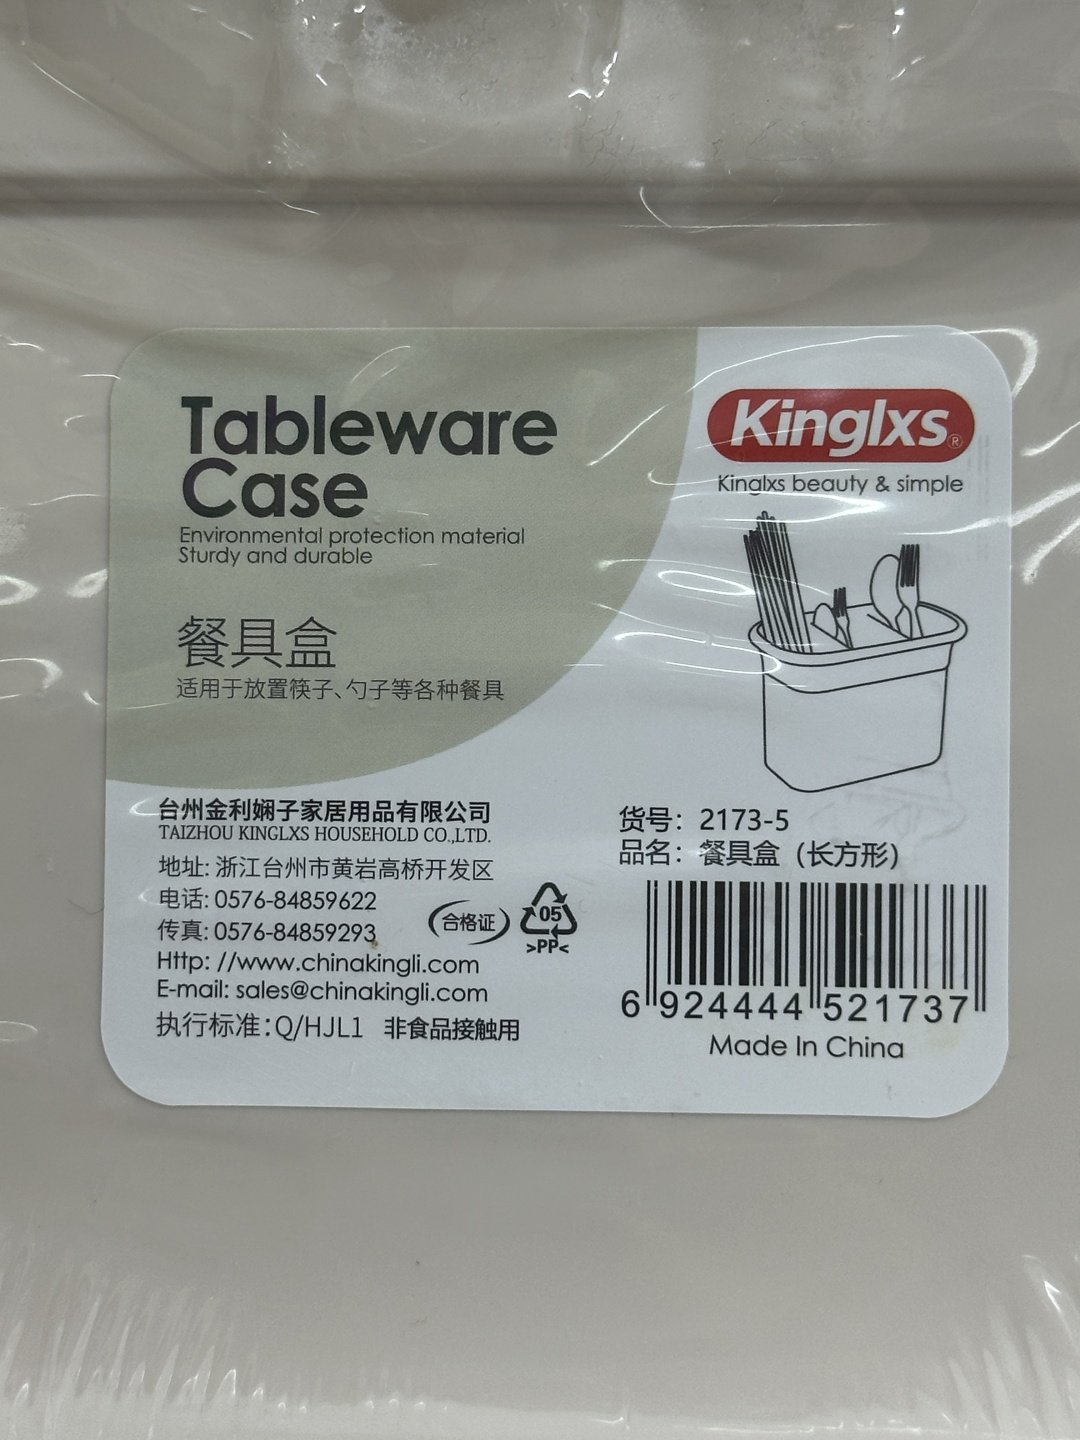 Tableware
Case
Environmental protection material
Sturdy and durable
餐具盒
适用于放置筷子、勺子等各种餐具
Kinglxs®
Kinglxs beauty & simple
台州金利娴子家居用品有限公司
TAIZHOU KINGLXS HOUSEHOLD CO.,LTD.
地址: 浙江台州市黄岩高桥开发区
电话: 0576-84859622
传真: 0576-84859293
Http: //www.chinakingli.com
E-mail: sales@chinakingli.com
执行标准: Q/HJL1 非食品接触用
合格证
05
>PP<
货号: 2173-5
品名: 餐具盒 (长方形)
6 924444 521737
Made In China